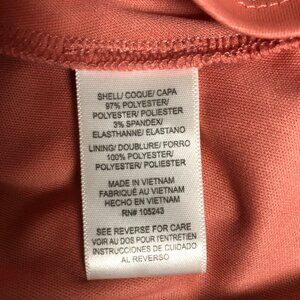 SHELL/ COQUE/ CAPA
97% POLYESTER/
POLYESTER/ POLIESTER
3% SPANDEX/
ELASTHANNE/ ELASTANO
LINING/ DOUBLURE/ FORRO
100% POLYESTER/
POLYESTER/ POLIESTER
MADE IN VIETNAM
FABRIQUÉ AU VIETNAM
HECHO EN VIETNAM
RN# 105243
SEE REVERSE FOR CARE
VOIR AU DOS POUR l'ENTRETIEN
INSTRUCCIONES DE CUIDADO
AL REVERSO